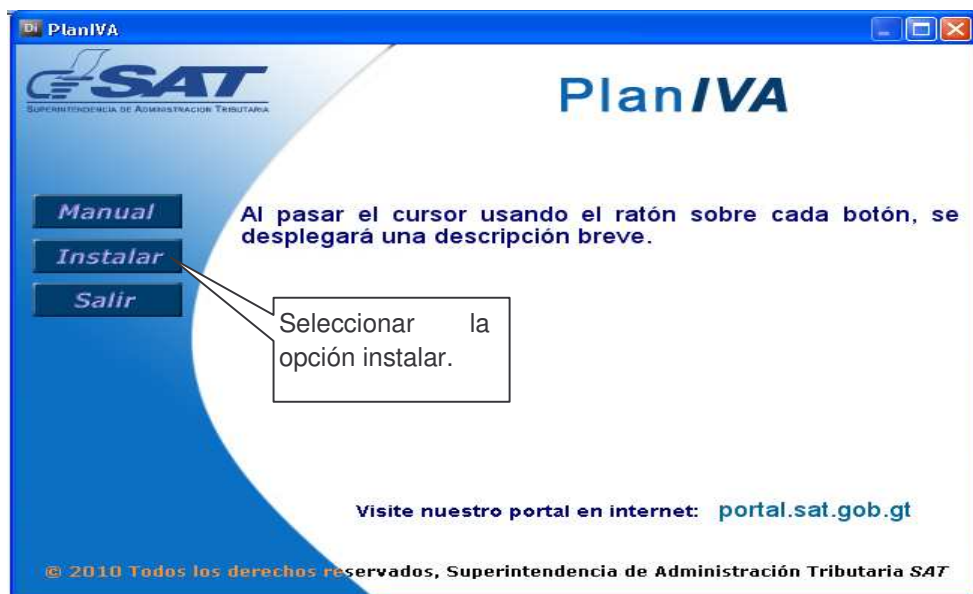 Di PlanIVA
SAT
SUPERINTENDENCIA DE ADMINISTRACION TRIBUTARIA
PlanIVA
Manual
Instalar
Salir
Al pasar el cursor usando el ratón sobre cada botón, se
desplegará una descripción breve.
Seleccionar la
opción instalar.
Visite nuestro portal en internet: portal.sat.gob.gt
© 2010 Todos los derechos reservados, Superintendencia de Administración Tributaria SAT